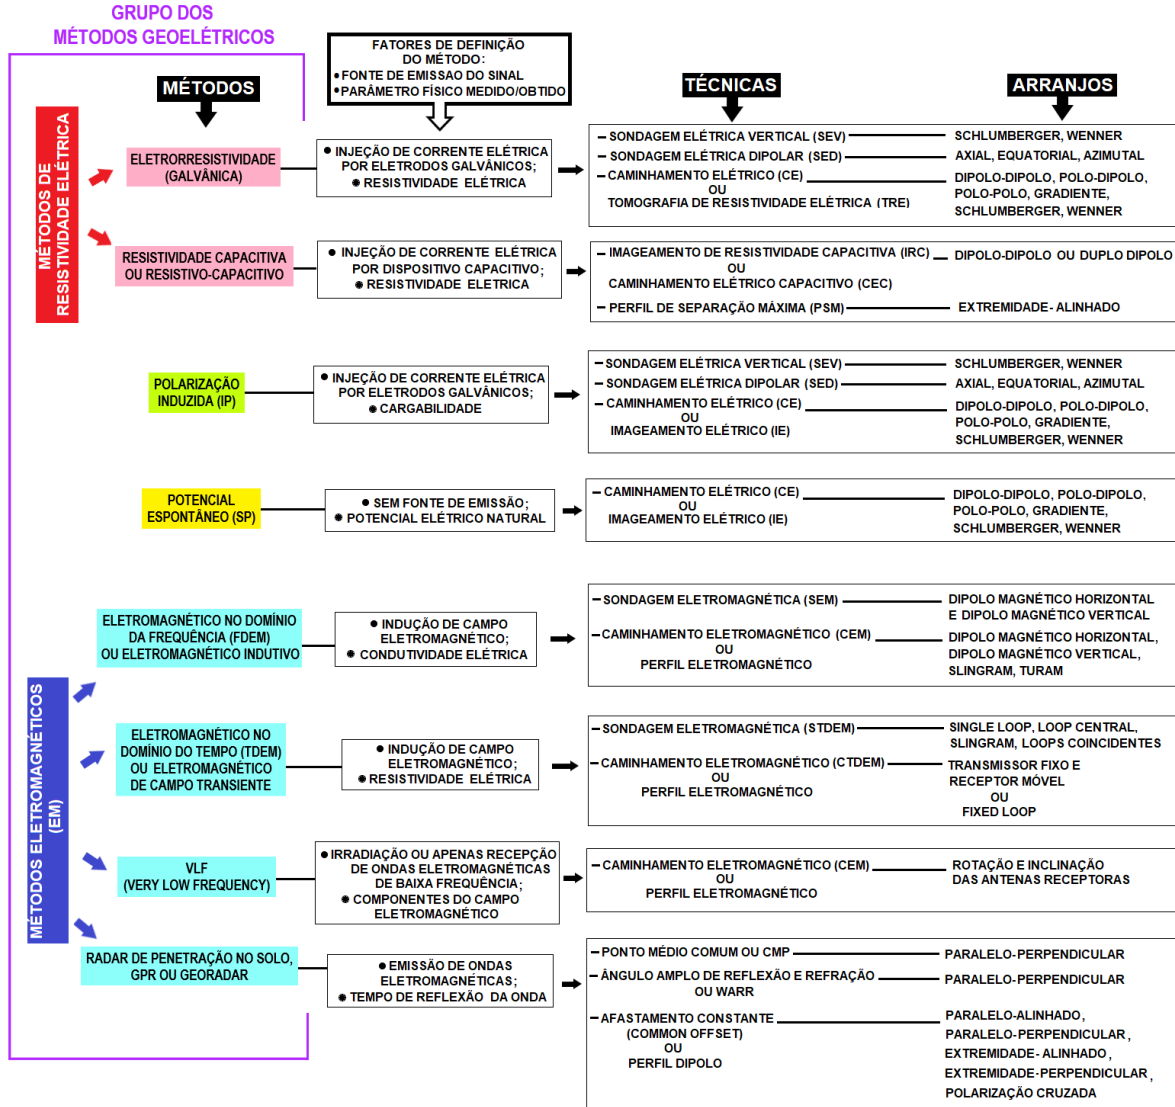 GRUPO DOS
MÉTODOS GEOELÉTRICOS
FATORES DE DEFINIÇÃO
DO MÉTODO:
• FONTE DE EMISSAO DO SINAL
• PARÂMETRO FÍSICO MEDIDO/OBTIDO
MÉTODOS
TÉCNICAS
ARRANJOS
MÉTODOS DE
RESISTIVIDADE ELÉTRICA
ELETRORRESISTIVIDADE
(GALVÂNICA)
● INJEÇÃO DE CORRENTE ELÉTRICA
POR ELETRODOS GALVÂNICOS;
● RESISTIVIDADE ELÉTRICA
– SONDAGEM ELÉTRICA VERTICAL (SEV)
SCHLUMBERGER, WENNER
– SONDAGEM ELÉTRICA DIPOLAR (SED)
AXIAL, EQUATORIAL, AZIMUTAL
– CAMINHAMENTO ELÉTRICO (CE)
OU
TOMOGRAFIA DE RESISTIVIDADE ELÉTRICA (TRE)
DIPOLO-DIPOLO, POLO-DIPOLO,
POLO-POLO, GRADIENTE,
SCHLUMBERGER, WENNER
RESISTIVIDADE CAPACITIVA
OU RESISTIVO-CAPACITIVO
● INJEÇÃO DE CORRENTE ELÉTRICA
POR DISPOTIVO CAPACITIVO;
● RESISTIVIDADE ELETRICA
– IMAGEAMENTO DE RESISTIVIDADE CAPACITIVA (IRC)
OU
CAMINHAMENTO ELÉTRICO CAPACITIVO (CEC)
DIPOLO-DIPOLO OU DUPLO DIPOLO
– PERFIL DE SEPARAÇÃO MÁXIMA (PSM)
EXTREMIDADE- ALINHADO
POLARIZAÇÃO
INDUZIDA (IP)
● INJEÇÃO DE CORRENTE ELÉTRICA
POR ELETRODOS GALVÂNICOS;
● CARGABILIDADE
– SONDAGEM ELÉTRICA VERTICAL (SEV)
SCHLUMBERGER, WENNER
– SONDAGEM ELÉTRICA DIPOLAR (SED)
AXIAL, EQUATORIAL, AZIMUTAL
– CAMINHAMENTO ELÉTRICO (CE)
OU
IMAGEAMENTO ELÉTRICO (IE)
DIPOLO-DIPOLO, POLO-DIPOLO,
POLO-POLO, GRADIENTE,
SCHLUMBERGER, WENNER
POTENCIAL
ESPONTÂNEO (SP)
● SEM FONTE DE EMISSÃO;
● POTENCIAL ELÉTRICO NATURAL
– CAMINHAMENTO ELÉTRICO (CE)
OU
IMAGEAMENTO ELÉTRICO (IE)
DIPOLO-DIPOLO, POLO-DIPOLO,
POLO-POLO, GRADIENTE,
SCHLUMBERGER, WENNER
MÉTODOS ELETROMAGNÉTICOS
(EM)
ELETROMAGNÉTICO NO DOMÍNIO
DA FREQUÊNCIA (FDEM)
OU ELETROMAGNÉTICO INDUTIVO
● INDUÇÃO DE CAMPO
ELETROMAGNÉTICO;
● CONDUTIVIDADE ELÉTRICA
– SONDAGEM ELETROMAGNÉTICA (SEM)
DIPOLO MAGNÉTICO HORIZONTAL
E DIPOLO MAGNÉTICO VERTICAL
– CAMINHAMENTO ELETROMAGNÉTICO (CEM)
OU
PERFIL ELETROMAGNÉTICO
DIPOLO MAGNÉTICO HORIZONTAL,
DIPOLO MAGNÉTICO VERTICAL,
SLINGRAM, TURAM
ELETROMAGNÉTICO NO
DOMÍNIO DO TEMPO (TDEM)
OU ELETROMAGNÉTICO
DE CAMPO TRANSIENTE
● INDUÇÃO DE CAMPO
ELETROMAGNÉTICO;
● RESISTIVIDADE ELÉTRICA
– SONDAGEM ELETROMAGNÉTICA (STDEM)
SINGLE LOOP, LOOP CENTRAL,
SLINGRAM, LOOPS COINCIDENTES
– CAMINHAMENTO ELETROMAGNÉTICO (CTDEM)
OU
PERFIL ELETROMAGNÉTICO
TRANSMISSOR FIXO E
RECEPTOR MÓVEL
OU
FIXED LOOP
VLF
(VERY LOW FREQUENCY)
● IRRADIAÇÃO OU APENAS RECEPÇÃO
DE ONDAS ELETROMAGNÉTICAS
DE BAIXA FREQUÊNCIA;
● COMPONENTES DO CAMPO
ELETROMAGNÉTICO
– CAMINHAMENTO ELETROMAGNÉTICO (CEM)
OU
PERFIL ELETROMAGNÉTICO
ROTAÇÃO E INCLINAÇÃO
DAS ANTENAS RECEPTORAS
RADAR DE PENETRAÇÃO NO SOLO,
GPR OU GEORADAR
● EMISSÃO DE ONDAS
ELETROMAGNÉTICAS;
● TEMPO DE REFLEXÃO DA ONDA
– PONTO MÉDIO COMUM OU CMP
PARALELO-PERPENDICULAR
– ÂNGULO AMPLO DE REFLEXÃO E REFRAÇÃO
OU WARR
PARALELO-PERPENDICULAR
– AFASTAMENTO CONSTANTE
(COMMON OFFSET)
OU
PERFIL DIPOLO
PARALELO-ALINHADO,
PARALELO-PERPENDICULAR,
EXTREMIDADE- ALINHADO,
EXTREMIDADE-PERPENDICULAR,
POLARIZAÇÃO CRUZADA